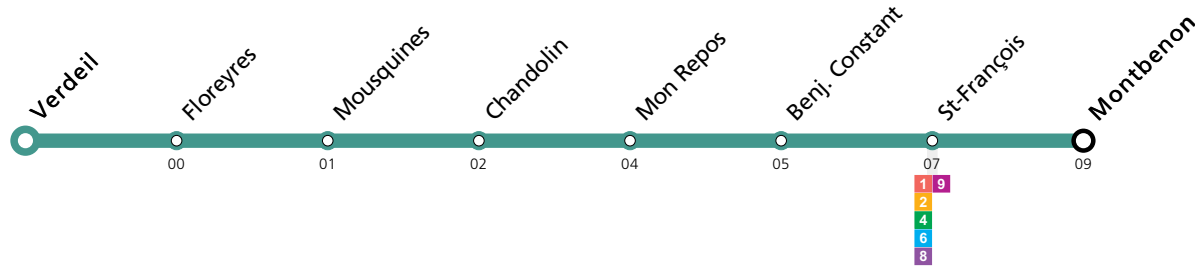 Verdeil
Floreyres
Mousquines
Chandolin
Mon Repos
Benj. Constant
St-François
Montbenon
00
01
02
04
05
07
09
1 9
2
4
6
8